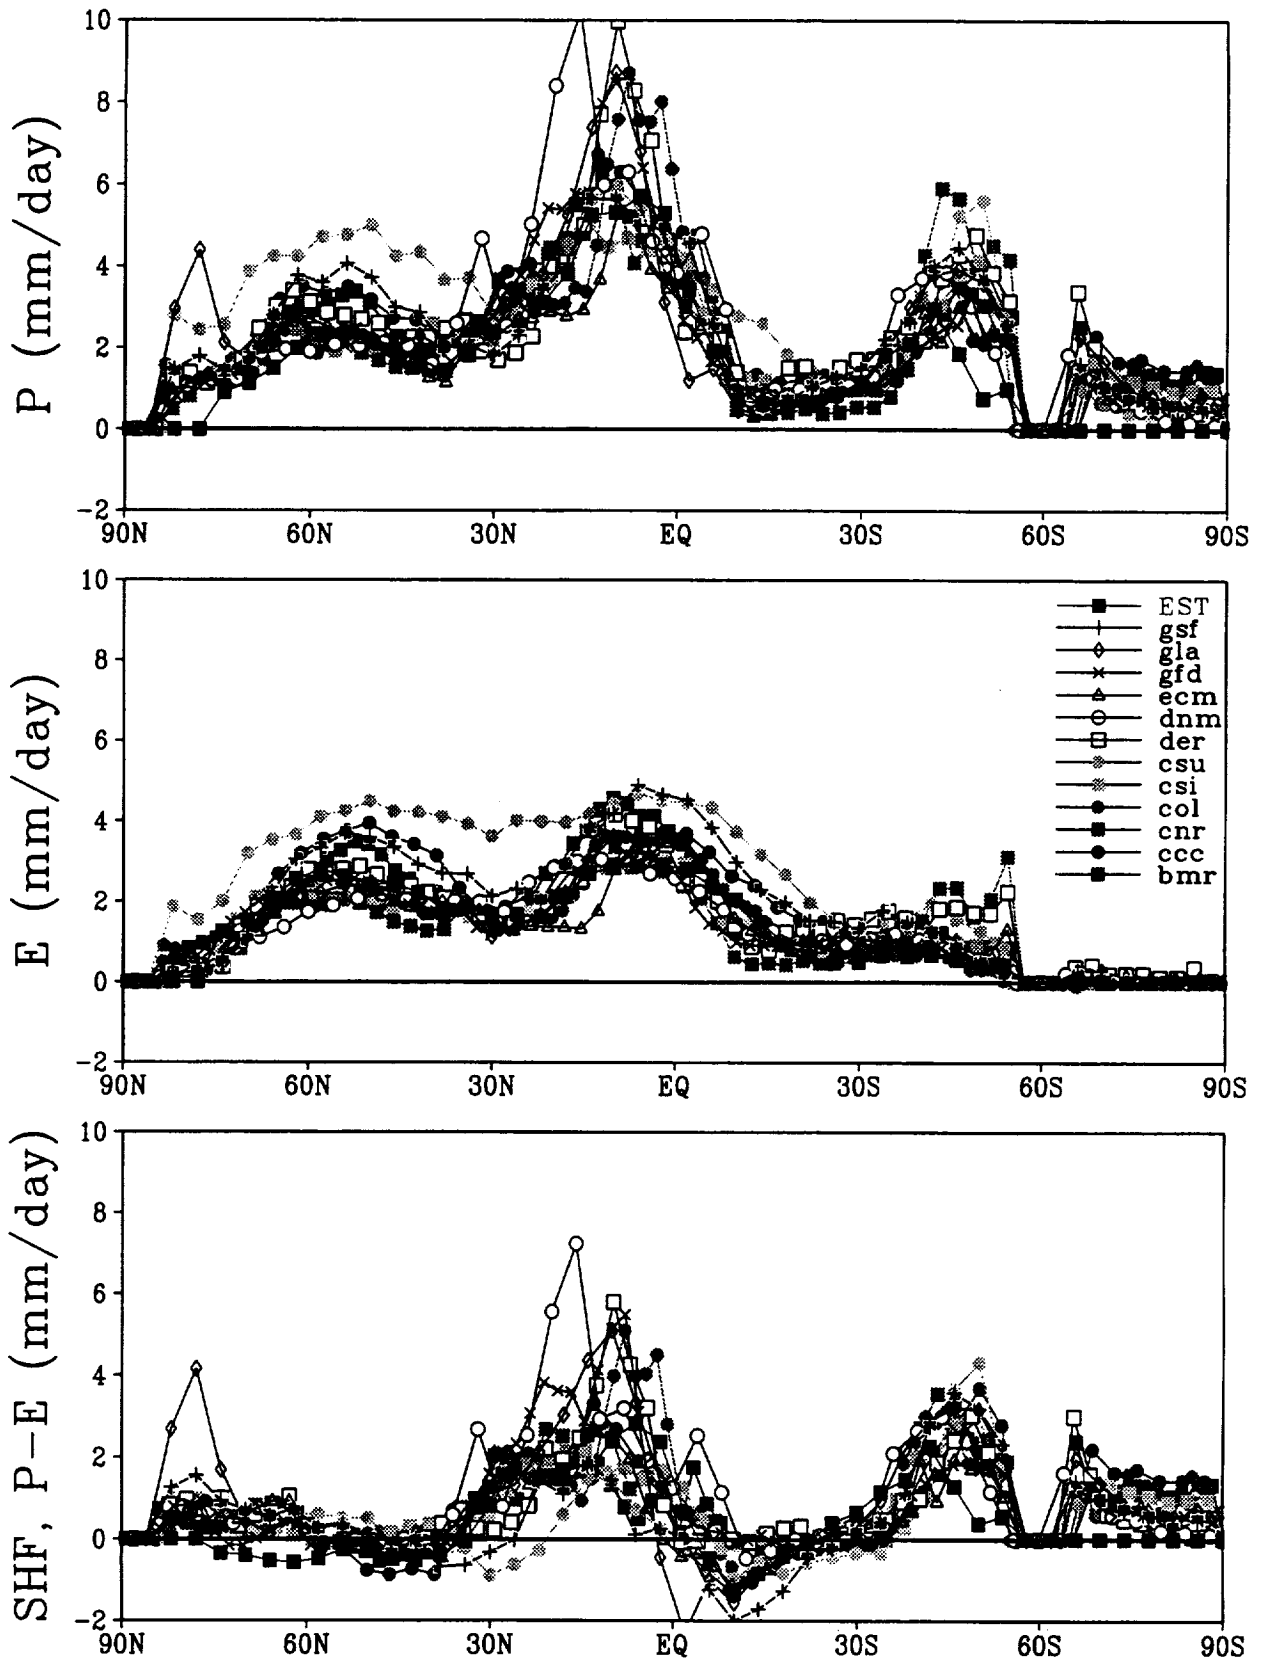 P (mm/day)
10
8
6
4
2
0
-2
90N 60N 30N EQ 30S 60S 90S
E (mm/day)
10
8
6
4
2
0
-2
90N 60N 30N EQ 30S 60S 90S
EST
gsf
gla
gfd
ecm
dnm
der
csu
csi
col
cnr
ccc
bmr
SHF, P-E (mm/day)
10
8
6
4
2
0
-2
90N 60N 30N EQ 30S 60S 90S